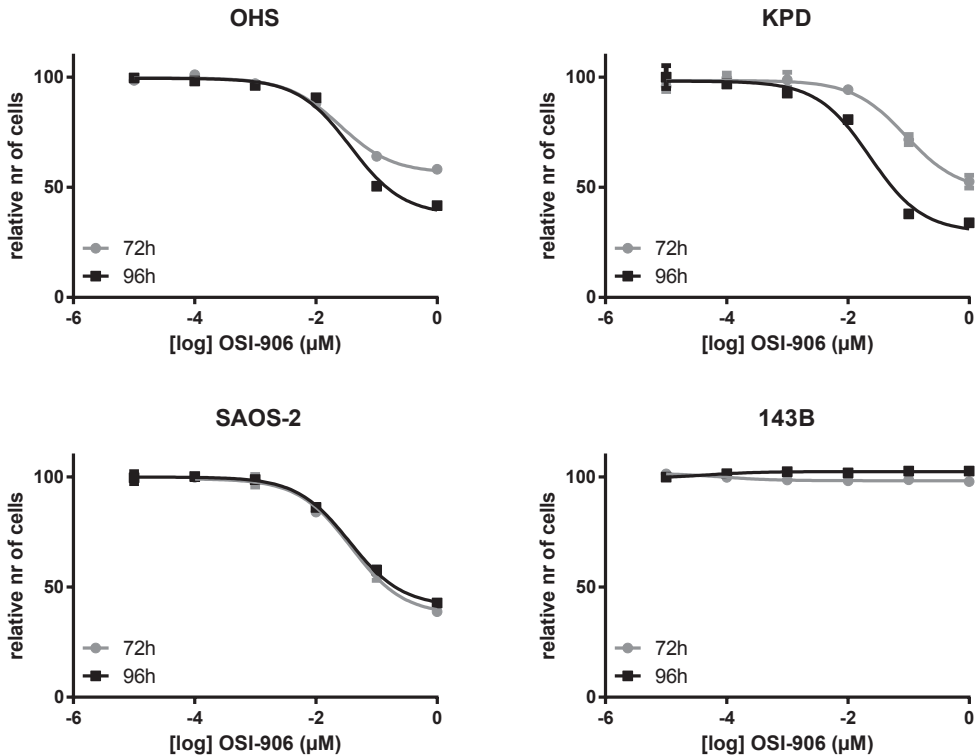 OHS
relative nr of cells
100
50
0
72h
96h
-6
-4
-2
0
[log] OSI-906 (µM)
KPD
relative nr of cells
100
50
0
72h
96h
-6
-4
-2
0
[log] OSI-906 (µM)
SAOS-2
relative nr of cells
100
50
0
72h
96h
-6
-4
-2
0
[log] OSI-906 (µM)
143B
relative nr of cells
100
50
0
72h
96h
-6
-4
-2
0
[log] OSI-906 (µM)